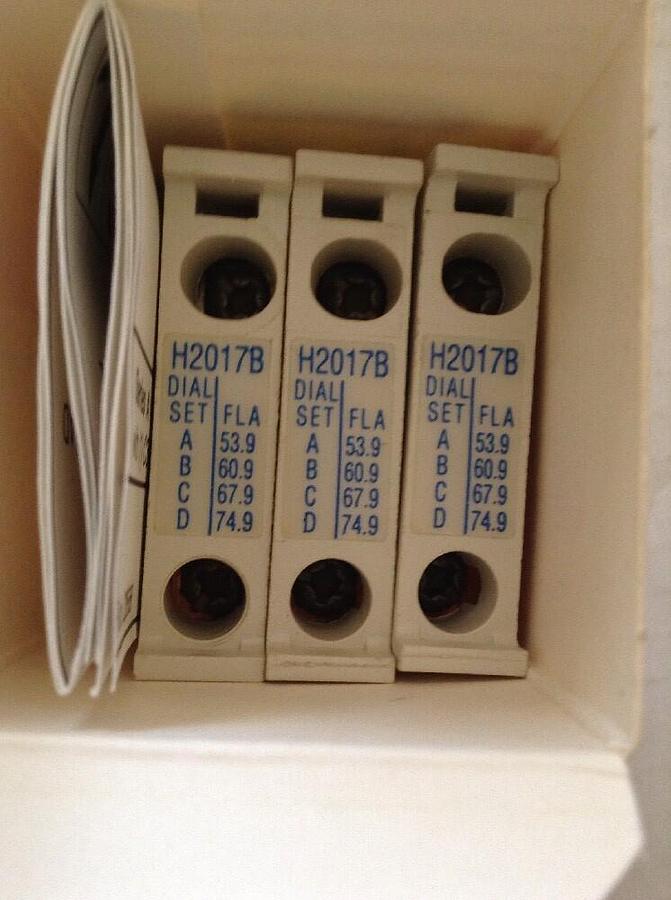 H2017B
DIAL
SET FLA
A 53.9
B 60.9
C 67.9
D 74.9
H2017B
DIAL
SET FLA
A 53.9
B 60.9
C 67.9
D 74.9
H2017B
DIAL
SET FLA
A 53.9
B 60.9
C 67.9
D 74.9